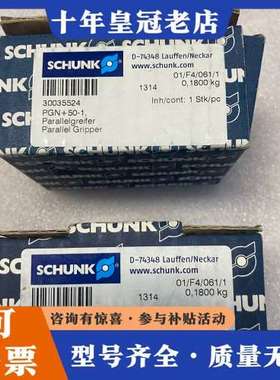 十年皇冠老店
SCHUNK
D-74348 Lauffen/Neckar
www.schunk.com
01/F4/061/1
1314
0,1800 kg
30035524
Inh/cont: 1 Stk/pc
PGN+50-1,
Parallelgreifer
Parallel Gripper
SCHUNK
D-74348 Lauffen/Neckar
www.schunk.com
01/F4/061/1
1314
0,1800 kg
咨询有惊喜·参与补贴活动
可
票
型号齐全·质量无忧